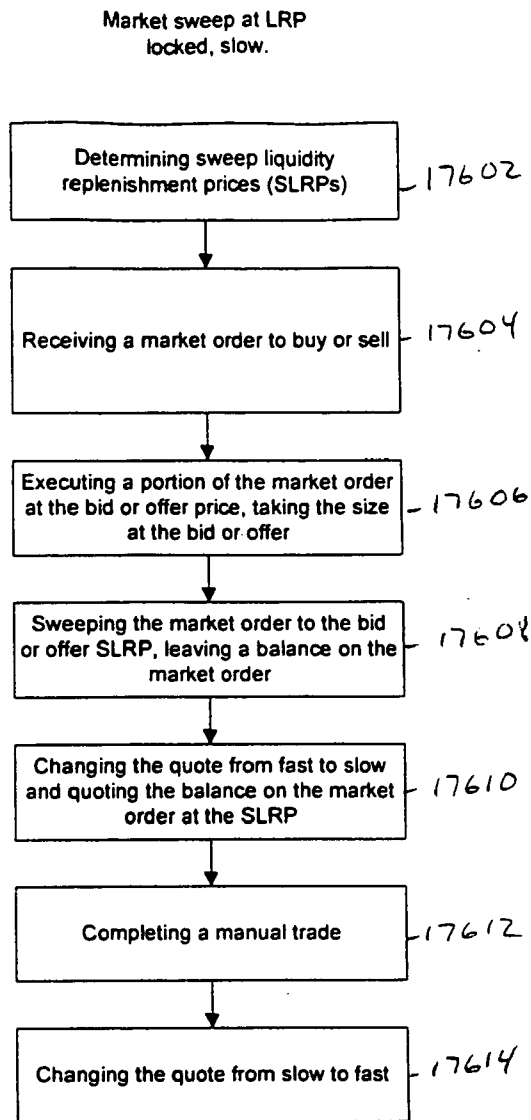 Market sweep at LRP
locked, slow.
Determining sweep liquidity
replenishment prices (SLRPs)
17602
Receiving a market order to buy or sell
17604
Executing a portion of the market order
at the bid or offer price, taking the size
at the bid or offer
17606
Sweeping the market order to the bid
or offer SLRP, leaving a balance on the
market order
17608
Changing the quote from fast to slow
and quoting the balance on the market
order at the SLRP
17610
Completing a manual trade
17612
Changing the quote from slow to fast
17614